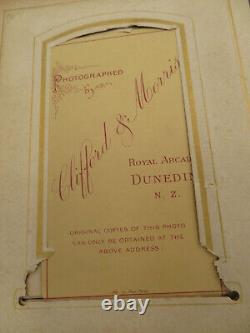 PHOTOGRAPHED
by
Clifford & Morris
ROYAL ARCAD
DUNEDIN
N. Z.
ORIGINAL COPIES OF THIS PHOTO
CAN ONLY BE OBTAINED AT THE
ABOVE ADDRESS.